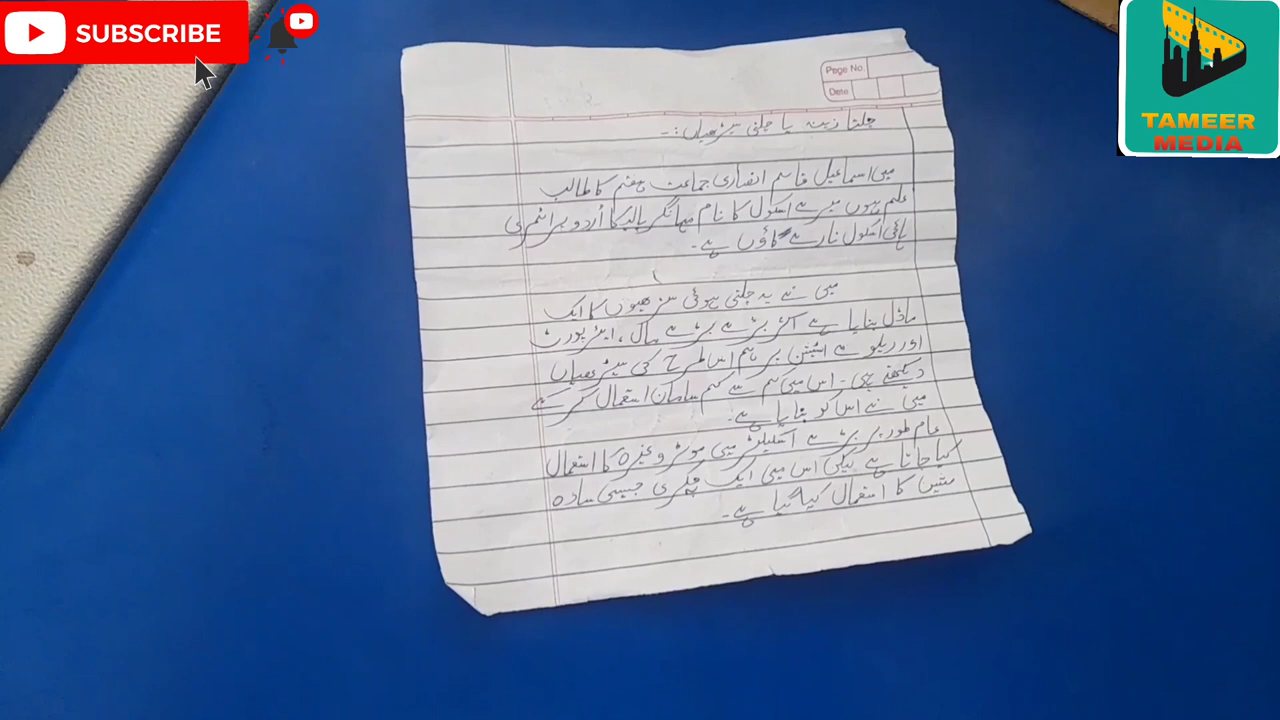 SUBSCRIBE
TAMEER
MEDIA
Page No.
Date
چلتا زینہ یا چلتی سیڑھیاں:-
میں اسماعیل قاسم انصاری جماعت ہفتم کا طالب
علم ہوں میرے اسکول کا نام مہانگر پالیکا اُردو پرائمری
ہائی اسکول نارے گاؤں ہے۔
میں نے یہ چلتی ہوئی سیڑھیوں کا ایک
ماڈل بنایا ہے اکثر بڑے بڑے مال، ایئرپورٹ
اور ریلوے اسٹیشن پر ہم اس طرح کی سیڑھیاں
دیکھتے ہیں۔ اس میں کم سے کم سامان استعمال کر کے
میں نے اس کو بنایا ہے۔
عام طور پر بڑے اسکیلیٹر میں موٹر وغیرہ کا استعمال
کیا جاتا ہے لیکن اس میں ایک چکری جیسی سادہ
مشین کا استعمال کیا گیا ہے۔